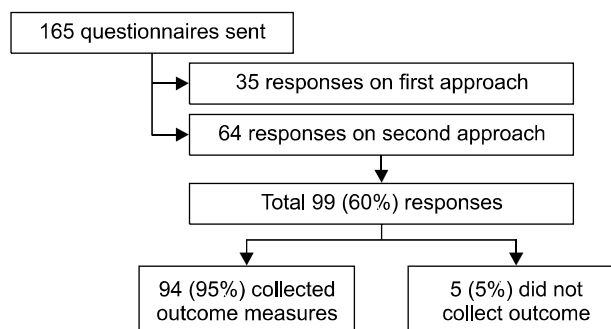 165 questionnaires sent
35 responses on first approach
64 responses on second approach
Total 99 (60%) responses
94 (95%) collected
outcome measures
5 (5%) did not
collect outcome